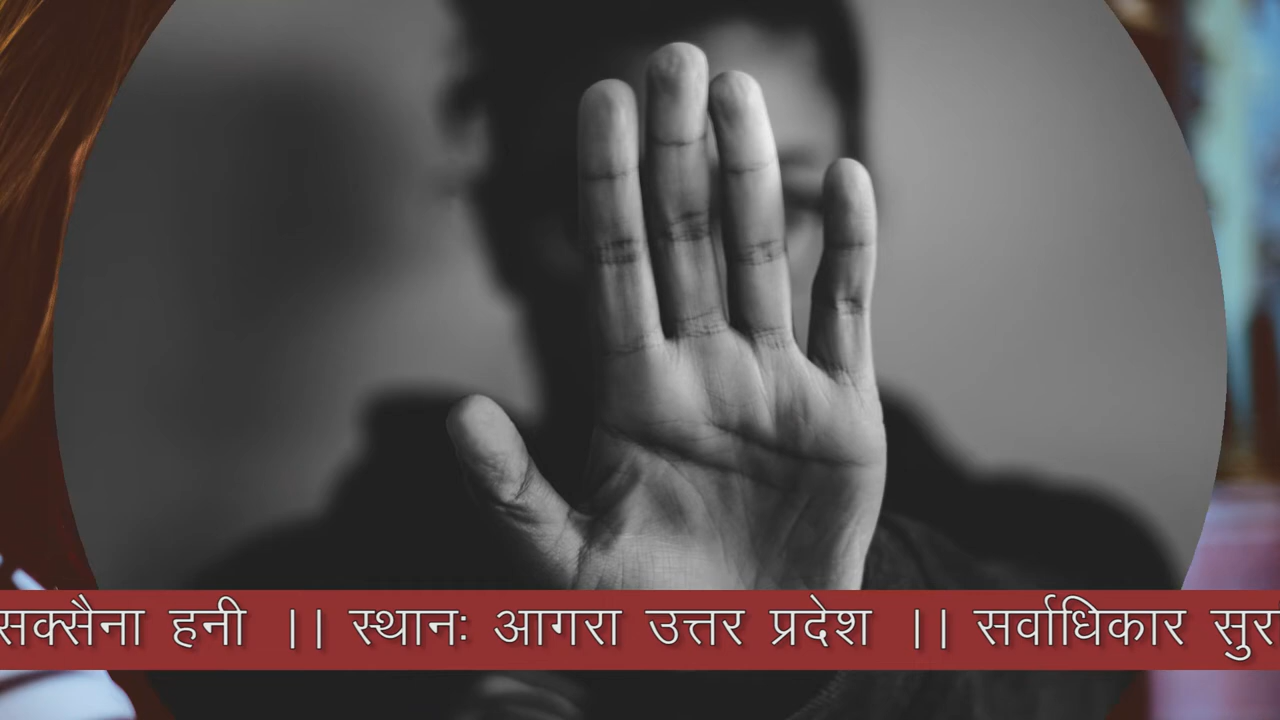 सक्सैना हनी || स्थानः आगरा उत्तर प्रदेश || सर्वाधिकार